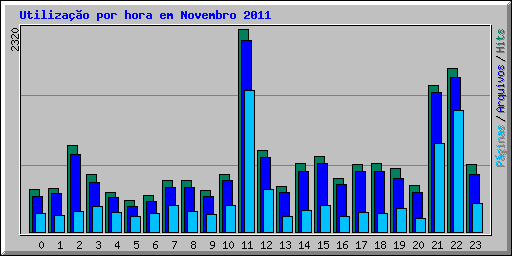 Utilização por hora em Novembro 2011
2320
Páginas / Arquivos / Hits
0 1 2 3 4 5 6 7 8 9 10 11 12 13 14 15 16 17 18 19 20 21 22 23